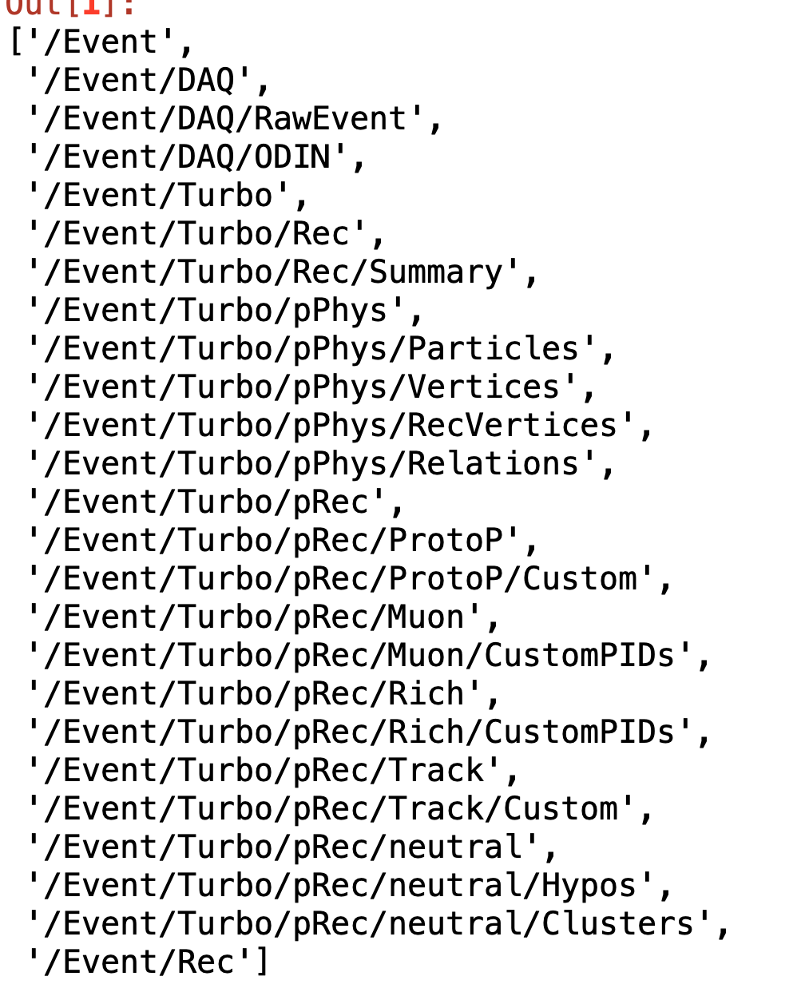 Out[1]:
['/Event',
 '/Event/DAQ',
 '/Event/DAQ/RawEvent',
 '/Event/DAQ/ODIN',
 '/Event/Turbo',
 '/Event/Turbo/Rec',
 '/Event/Turbo/Rec/Summary',
 '/Event/Turbo/pPhys',
 '/Event/Turbo/pPhys/Particles',
 '/Event/Turbo/pPhys/Vertices',
 '/Event/Turbo/pPhys/RecVertices',
 '/Event/Turbo/pPhys/Relations',
 '/Event/Turbo/pRec',
 '/Event/Turbo/pRec/ProtoP',
 '/Event/Turbo/pRec/ProtoP/Custom',
 '/Event/Turbo/pRec/Muon',
 '/Event/Turbo/pRec/Muon/CustomPIDs',
 '/Event/Turbo/pRec/Rich',
 '/Event/Turbo/pRec/Rich/CustomPIDs',
 '/Event/Turbo/pRec/Track',
 '/Event/Turbo/pRec/Track/Custom',
 '/Event/Turbo/pRec/neutral',
 '/Event/Turbo/pRec/neutral/Hypos',
 '/Event/Turbo/pRec/neutral/Clusters',
 '/Event/Rec']